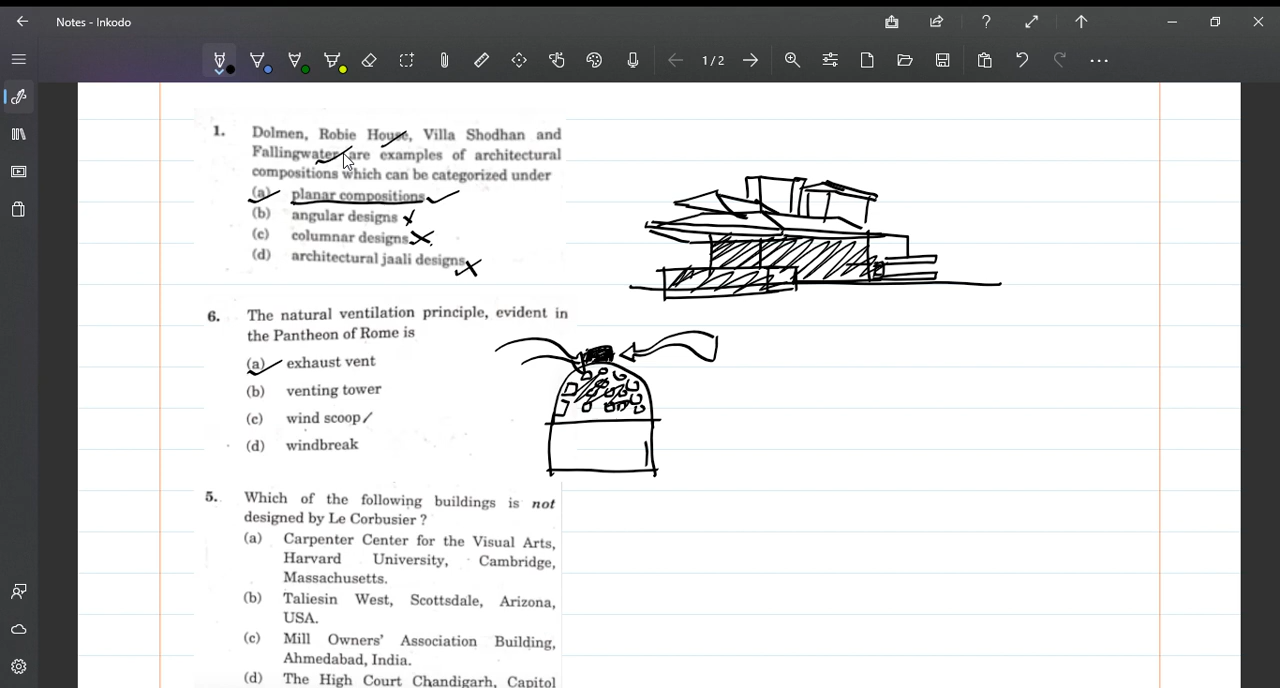 Notes - Inkodo
1 / 2
1. Dolmen, Robie House, Villa Shodhan and
Fallingwater are examples of architectural
compositions which can be categorized under
(a) planar compositions
(b) angular designs
(c) columnar designs
(d) architectural jaali designs
6. The natural ventilation principle, evident in
the Pantheon of Rome is
(a) exhaust vent
(b) venting tower
(c) wind scoop
(d) windbreak
5. Which of the following buildings is not
designed by Le Corbusier ?
(a) Carpenter Center for the Visual Arts,
Harvard University, Cambridge,
Massachusetts.
(b) Taliesin West, Scottsdale, Arizona,
USA.
(c) Mill Owners' Association Building,
Ahmedabad, India.
(d) The High Court Chandigarh, Capitol